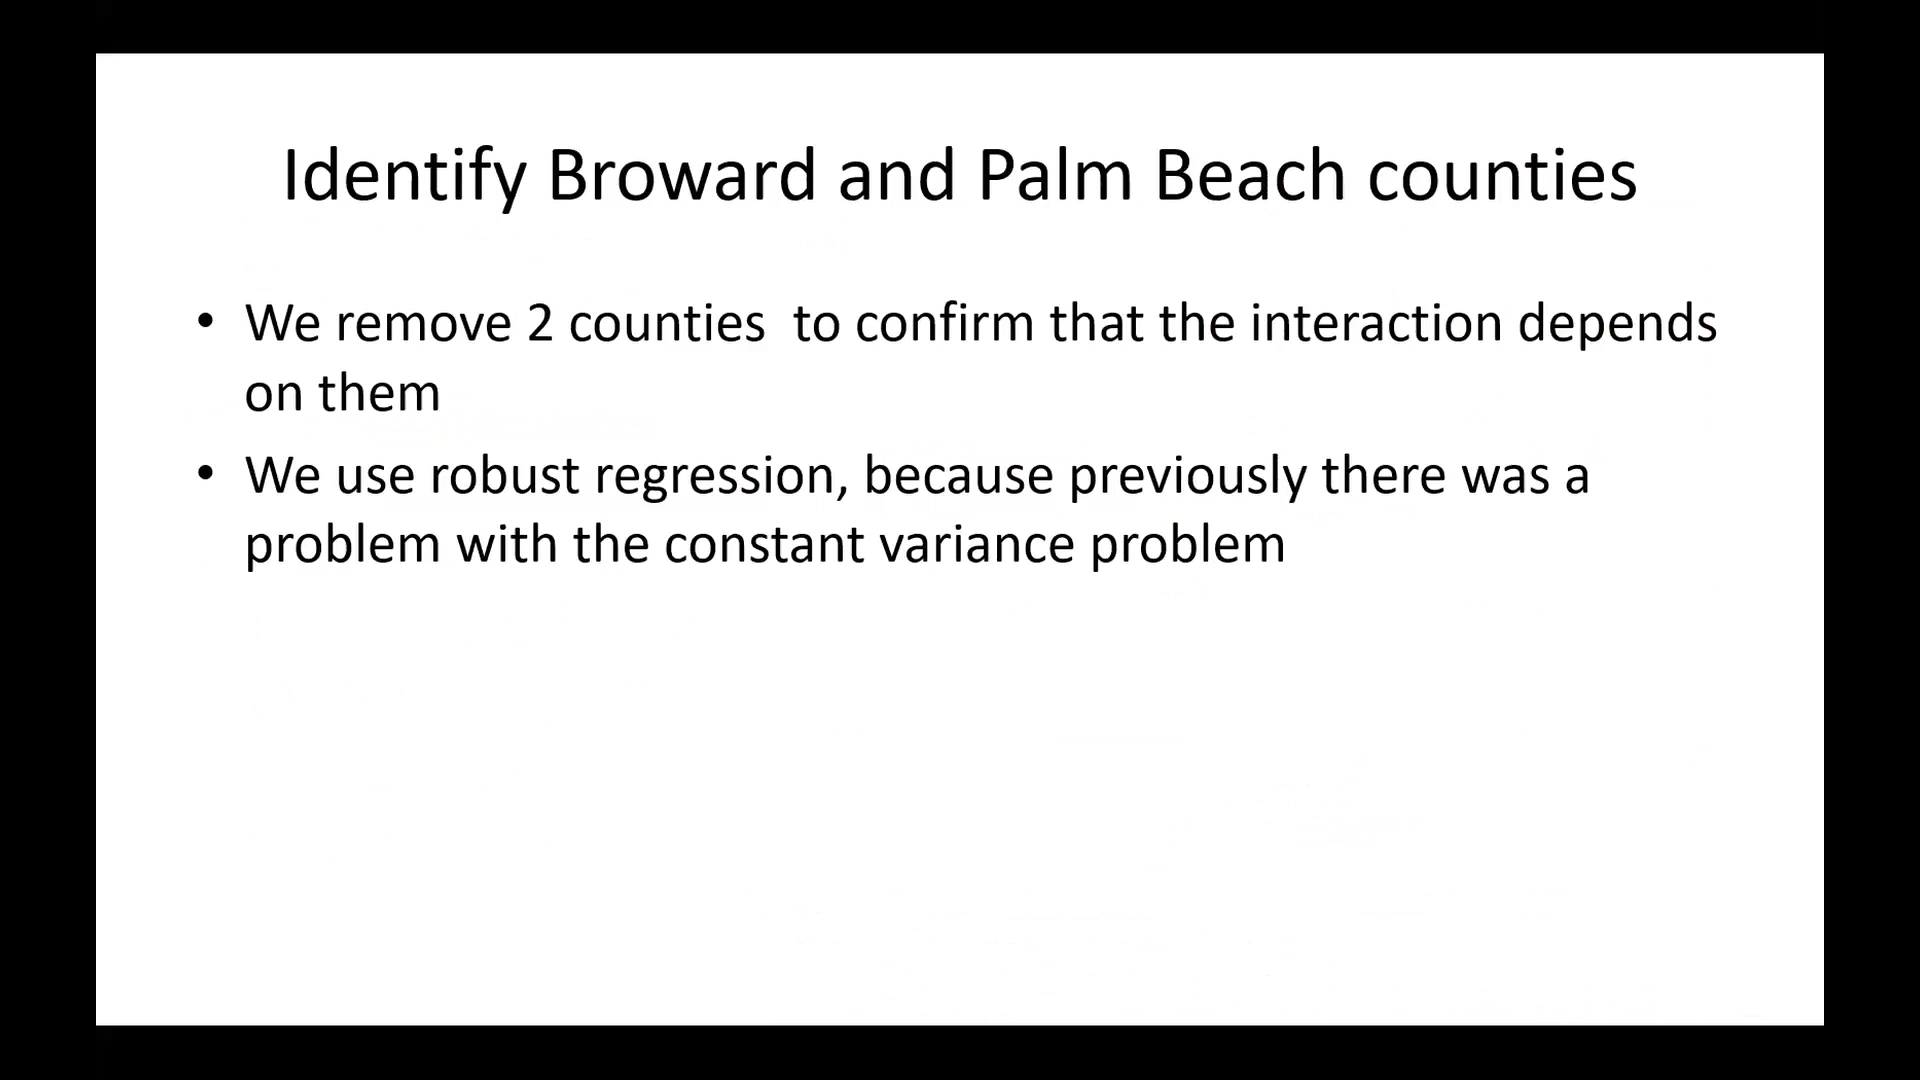 Identify Broward and Palm Beach counties
• We remove 2 counties  to confirm that the interaction depends
on them
• We use robust regression, because previously there was a
problem with the constant variance problem